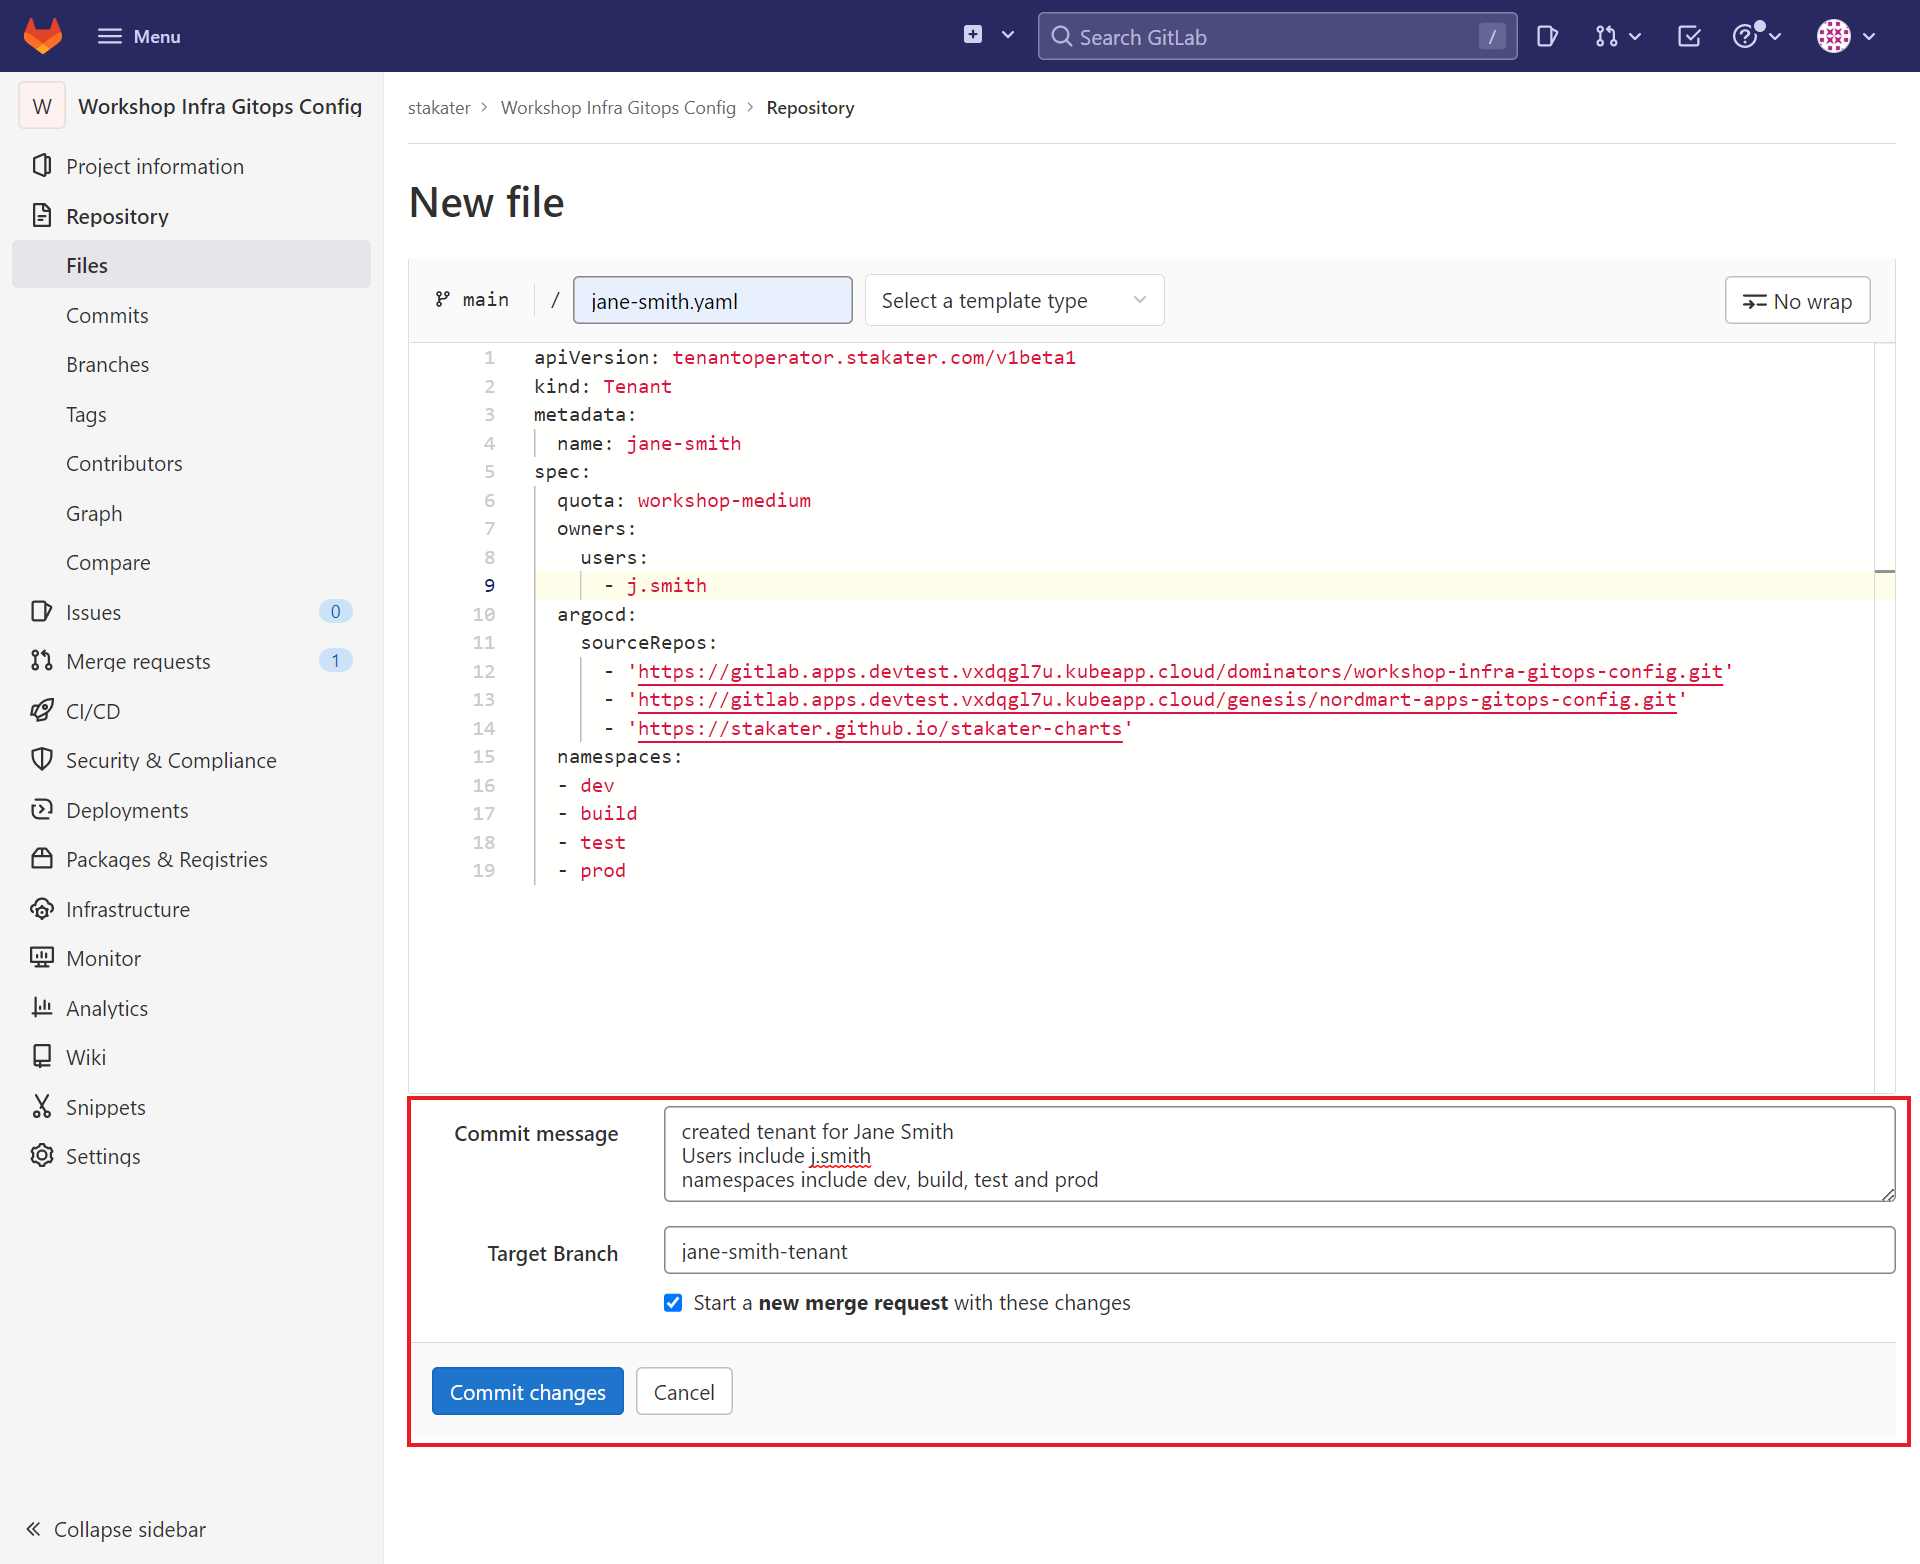 Menu
Search GitLab
/
W
Workshop Infra Gitops Config
Project information
Repository
Files
Commits
Branches
Tags
Contributors
Graph
Compare
Issues 0
Merge requests 1
CI/CD
Security & Compliance
Deployments
Packages & Registries
Infrastructure
Monitor
Analytics
Wiki
Snippets
Settings
Collapse sidebar
stakater > Workshop Infra Gitops Config > Repository
New file
main / jane-smith.yaml Select a template type No wrap
1 apiVersion: tenantoperator.stakater.com/v1beta1
2 kind: Tenant
3 metadata:
4 name: jane-smith
5 spec:
6 quota: workshop-medium
7 owners:
8 users:
9 - j.smith
10 argocd:
11 sourceRepos:
12 - 'https://gitlab.apps.devtest.vxdqgl7u.kubeapp.cloud/dominators/workshop-infra-gitops-config.git'
13 - 'https://gitlab.apps.devtest.vxdqgl7u.kubeapp.cloud/genesis/nordmart-apps-gitops-config.git'
14 - 'https://stakater.github.io/stakater-charts'
15 namespaces:
16 - dev
17 - build
18 - test
19 - prod
Commit message
created tenant for Jane Smith
Users include j.smith
namespaces include dev, build, test and prod
Target Branch
jane-smith-tenant
Start a new merge request with these changes
Commit changes
Cancel